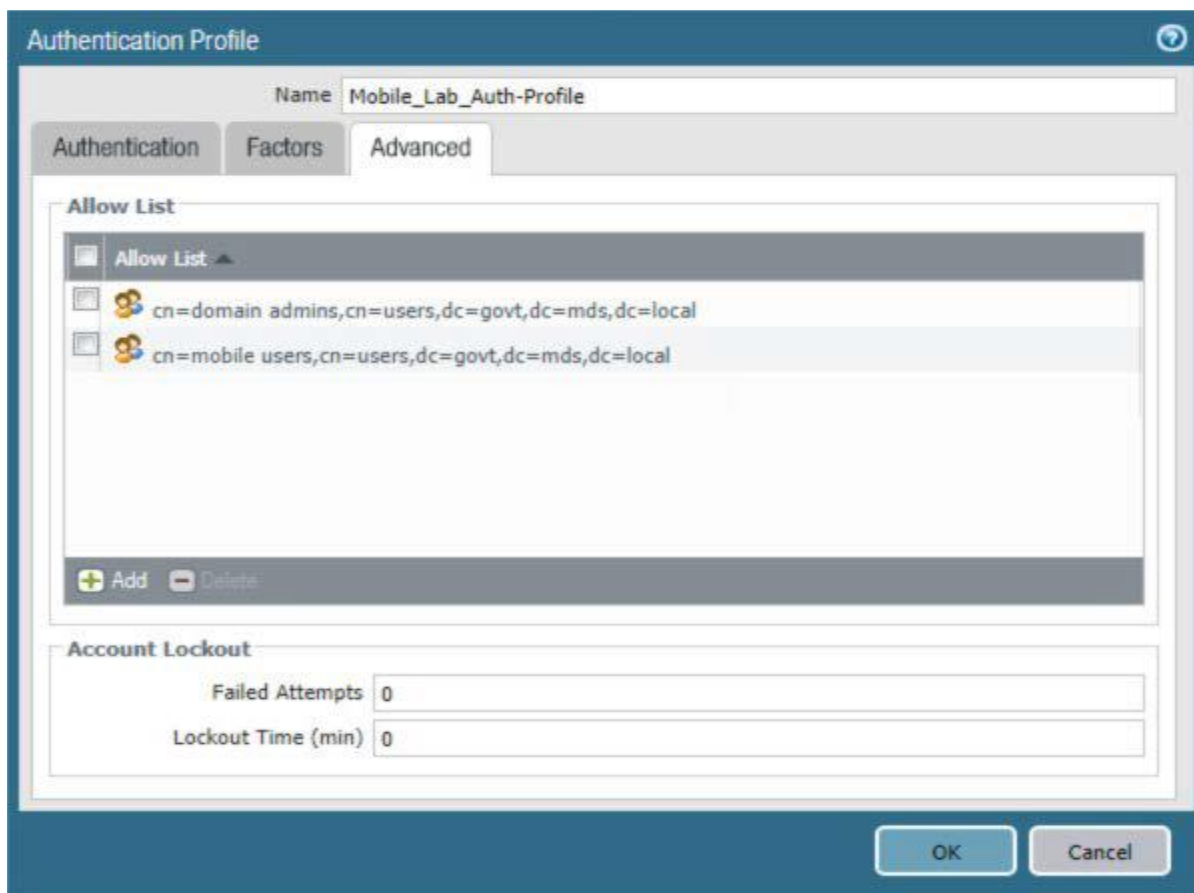 Authentication Profile
Name Mobile_Lab_Auth-Profile
Authentication Factors Advanced
Allow List
Allow List
cn=domain admins,cn=users,dc=govt,dc=mds,dc=local
cn=mobile users,cn=users,dc=govt,dc=mds,dc=local
Add Delete
Account Lockout
Failed Attempts 0
Lockout Time (min) 0
OK Cancel